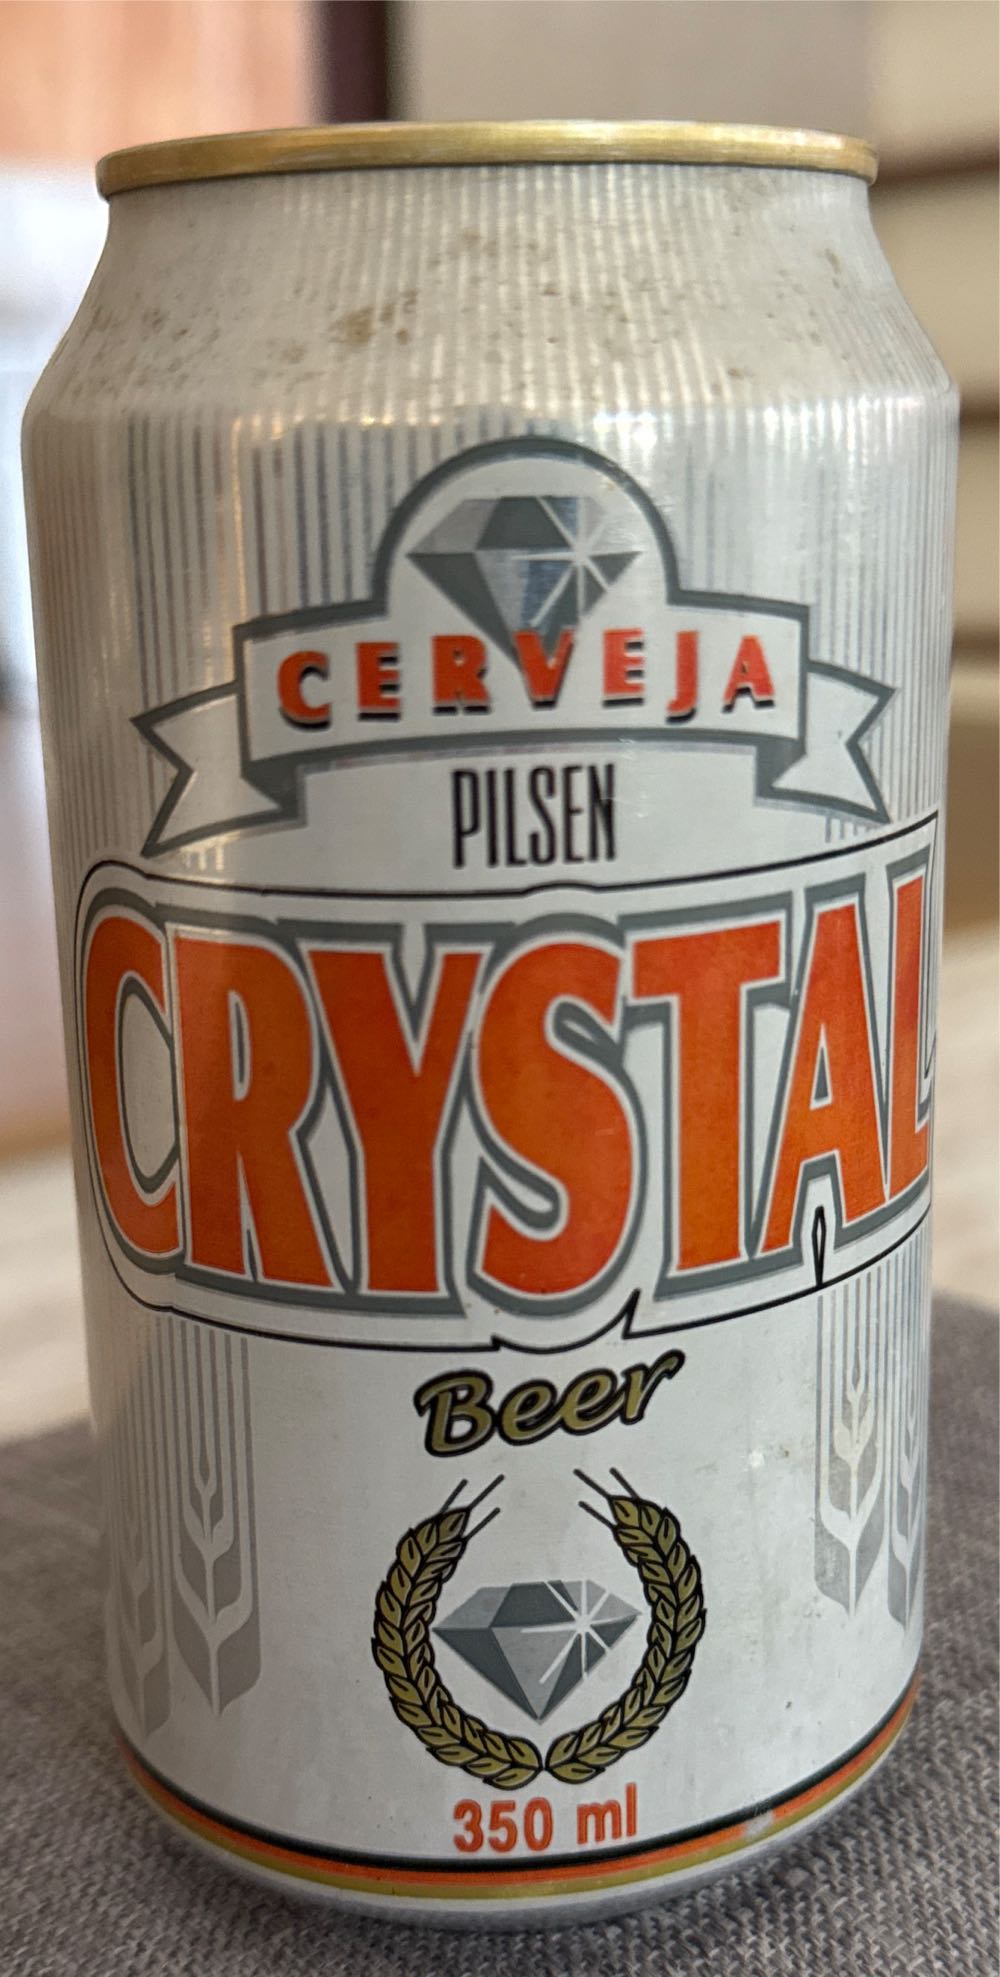 CERVEJA
PILSEN
CRYSTAL
Beer
350 ml